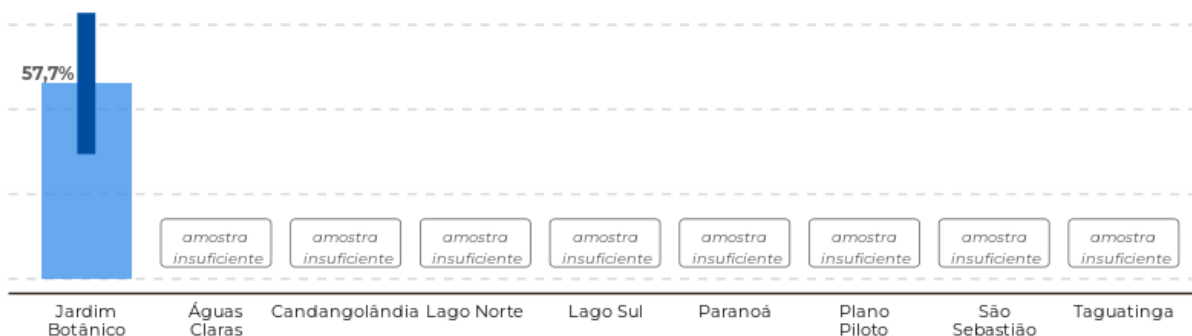 57,7%
amostra
insuficiente
amostra
insuficiente
amostra
insuficiente
amostra
insuficiente
amostra
insuficiente
amostra
insuficiente
amostra
insuficiente
amostra
insuficiente
Jardim
Botânico
Águas
Claras
Candangolândia
Lago Norte
Lago Sul
Paranoá
Plano
Piloto
São
Sebastião
Taguatinga